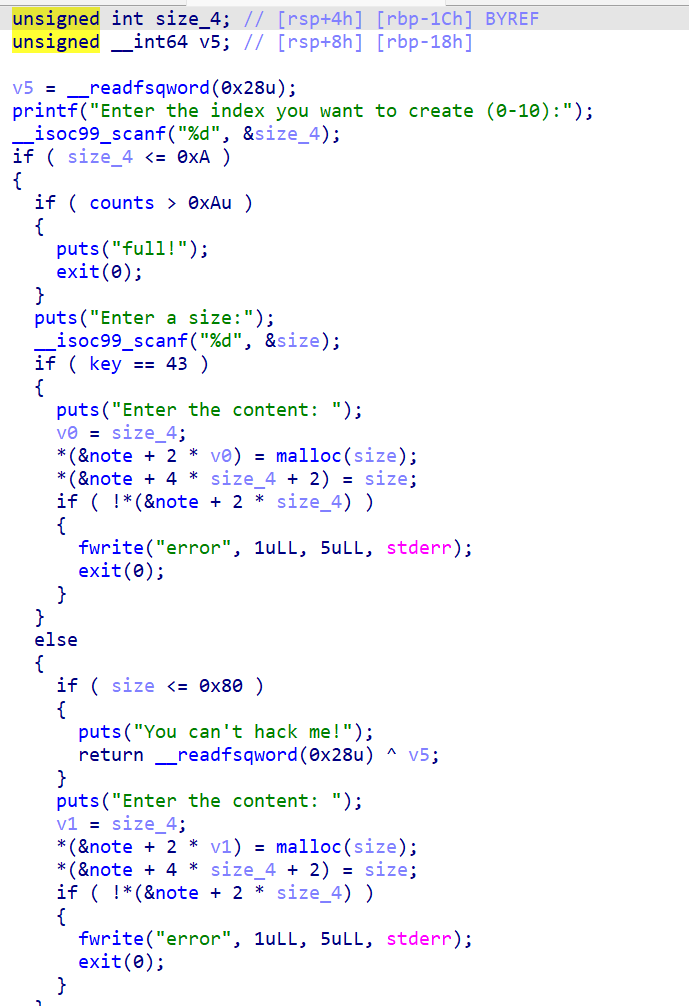 unsigned int size_4; // [rsp+4h] [rbp-1Ch] BYREF
unsigned __int64 v5; // [rsp+8h] [rbp-18h]

v5 = __readfsqword(0x28u);
printf("Enter the index you want to create (0-10):");
__isoc99_scanf("%d", &size_4);
if ( size_4 <= 0xA )
{
  if ( counts > 0xAu )
  {
    puts("full!");
    exit(0);
  }
  puts("Enter a size:");
  __isoc99_scanf("%d", &size);
  if ( key == 43 )
  {
    puts("Enter the content: ");
    v0 = size_4;
    *(&note + 2 * v0) = malloc(size);
    *(&note + 4 * size_4 + 2) = size;
    if ( !*(&note + 2 * size_4) )
    {
      fwrite("error", 1uLL, 5uLL, stderr);
      exit(0);
    }
  }
  else
  {
    if ( size <= 0x80 )
    {
      puts("You can't hack me!");
      return __readfsqword(0x28u) ^ v5;
    }
    puts("Enter the content: ");
    v1 = size_4;
    *(&note + 2 * v1) = malloc(size);
    *(&note + 4 * size_4 + 2) = size;
    if ( !*(&note + 2 * size_4) )
    {
      fwrite("error", 1uLL, 5uLL, stderr);
      exit(0);
    }